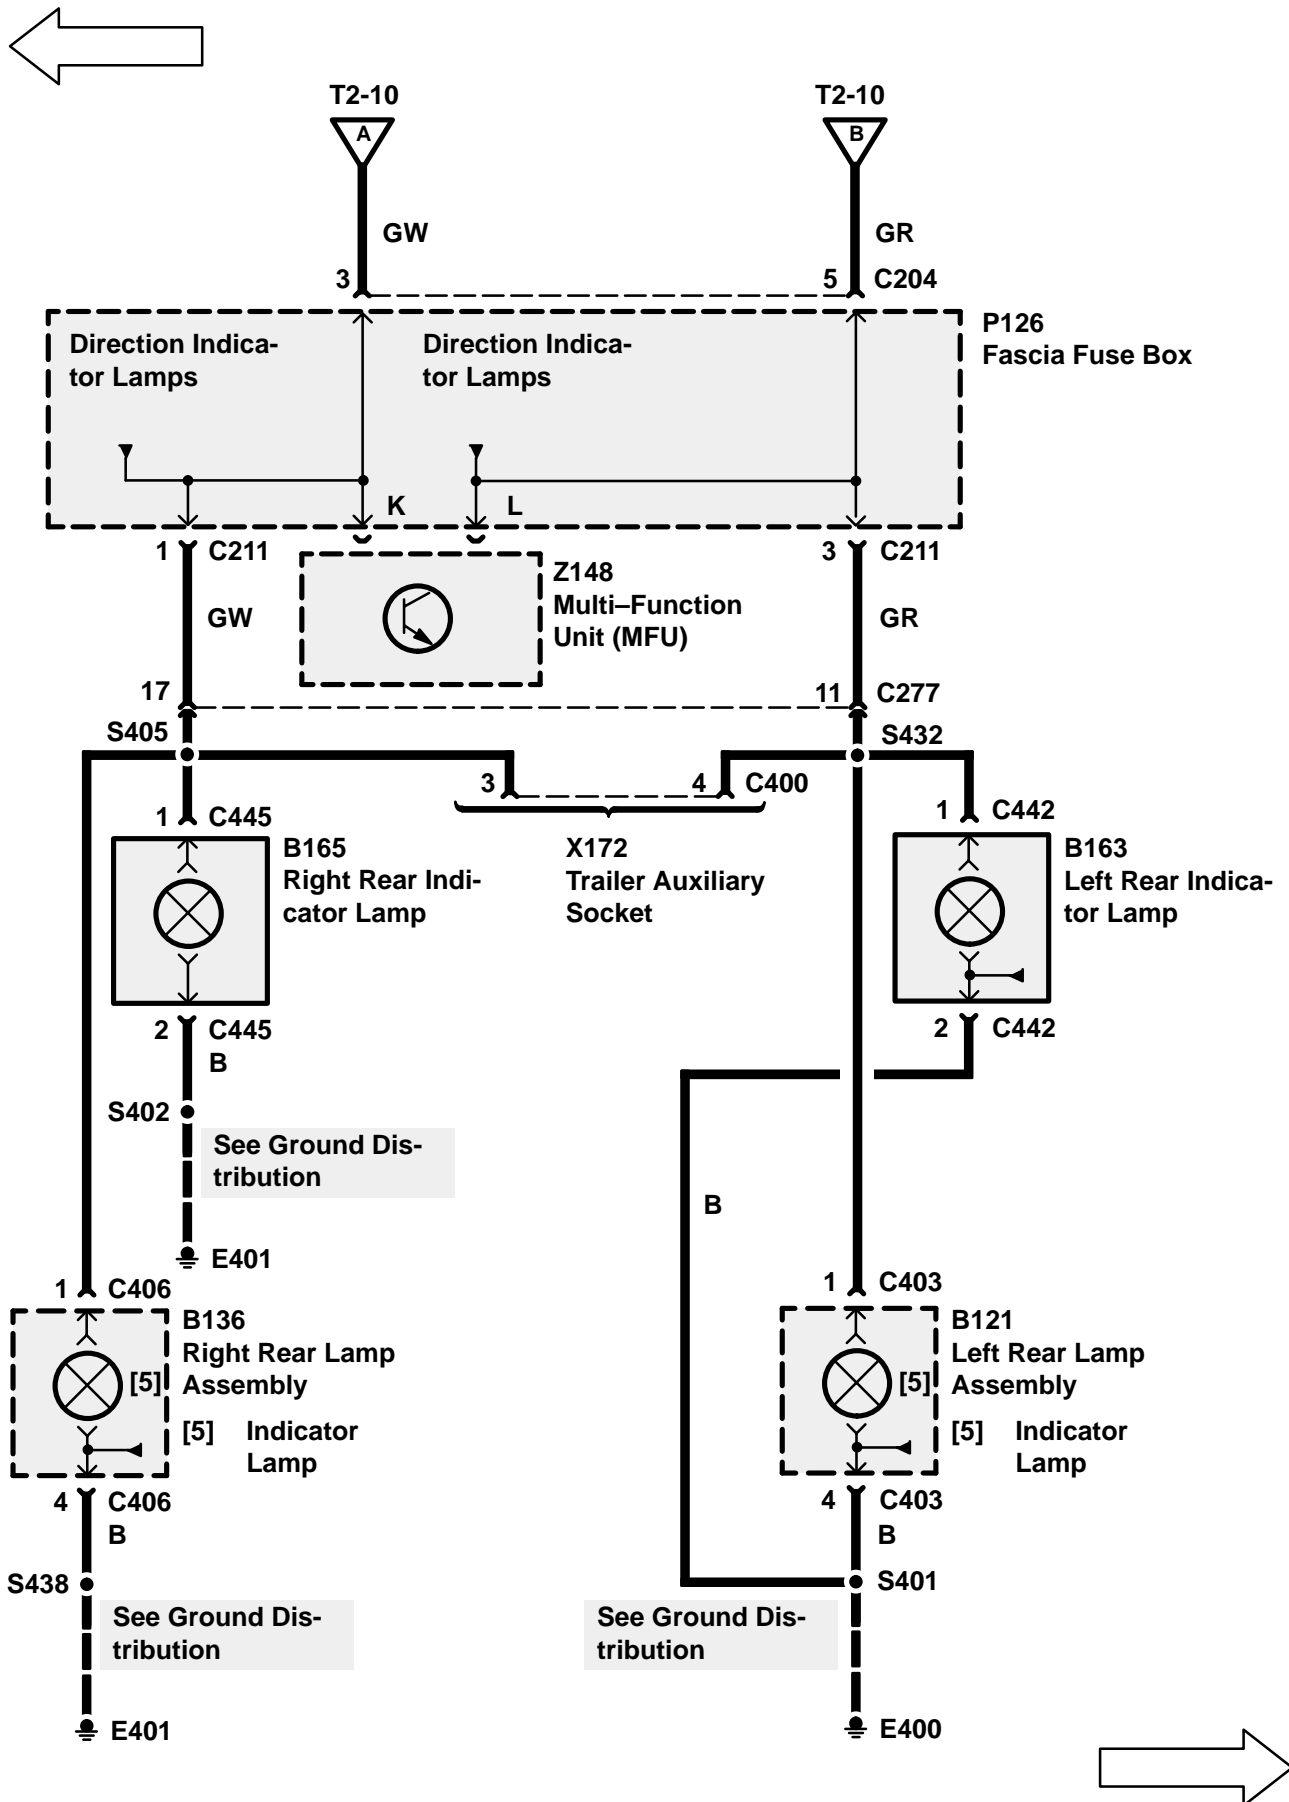 T2-10
T2-10
A
B
GW
GR
3
5
C204
P126
Fascia Fuse Box
Direction Indica-
tor Lamps
Direction Indica-
tor Lamps
K
L
1
C211
3
C211
Z148
Multi–Function
Unit (MFU)
GW
GR
17
11
C277
S405
S432
3
4
C400
1
C445
1
C442
B165
Right Rear Indi-
cator Lamp
X172
Trailer Auxiliary
Socket
B163
Left Rear Indica-
tor Lamp
2
C445
B
2
C442
S402
See Ground Dis-
tribution
B
E401
1
C406
1
C403
B136
Right Rear Lamp
Assembly
[5]
[5] Indicator
Lamp
B121
Left Rear Lamp
Assembly
[5]
[5] Indicator
Lamp
4
C406
B
4
C403
B
S438
S401
See Ground Dis-
tribution
See Ground Dis-
tribution
E401
E400